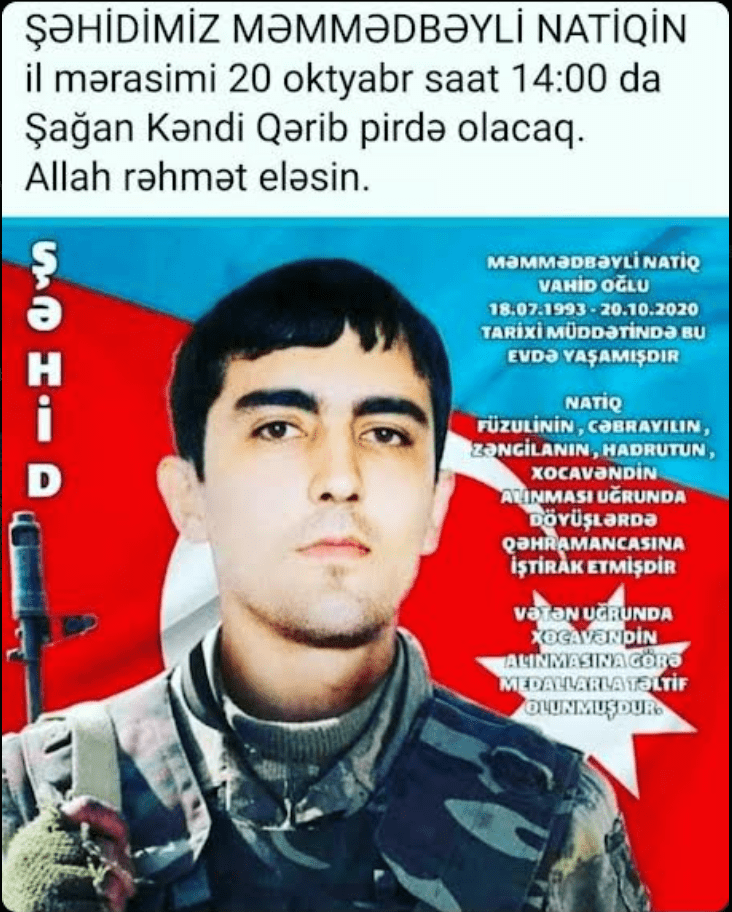 ŞƏHİDİMİZ MƏMMƏDBƏYLİ NATİQİN
il mərasimi 20 oktyabr saat 14:00 da
Şağan Kəndi Qərib pirdə olacaq.
Allah rəhmət eləsin.
ŞƏHİD
MƏMMƏDBƏYLİ NATİQ
VAHİD OĞLU
18.07.1993 - 20.10.2020
TARİXİ MÜDDƏTİNDƏ BU
EVDƏ YAŞAMIŞDIR
NATİQ
FÜZULİNİN, CƏBRAYILIN,
ZƏNGİLANIN, HADRUTUN,
XOCAVƏNDİN
ALINMASI UĞRUNDA
DÖYÜŞLƏRDƏ
QƏHRAMANCASINA
İŞTİRAK ETMİŞDİR
VƏTƏN UĞRUNDA
XOCAVƏNDİN
ALINMASINA GÖRƏ
MEDALLARLA TƏLTİF
OLUNMUŞDUR.